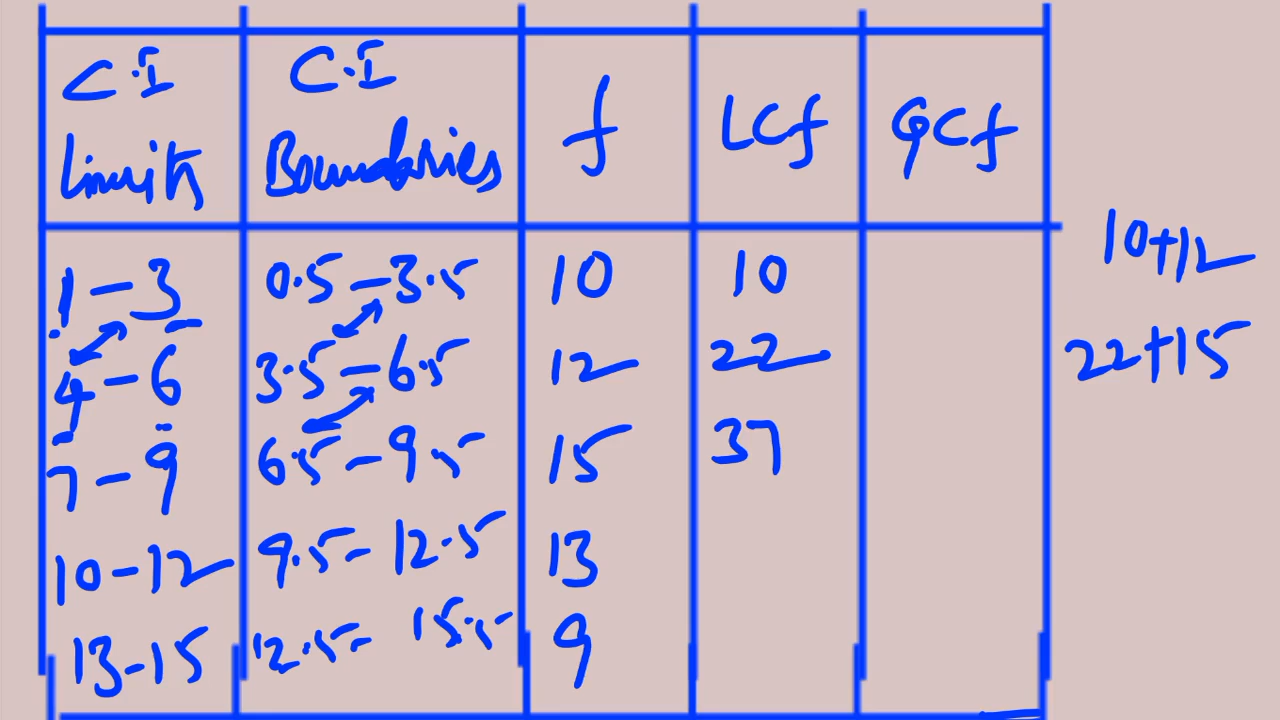 C.I Limits C.I Boundaries f LCf GCf
1-3 0.5-3.5 10 10
10+12
4-6 3.5-6.5 12 22
22+15
7-9 6.5-9.5 15 37
10-12 9.5- 12.5 13
13-15 12.5- 15.5 9